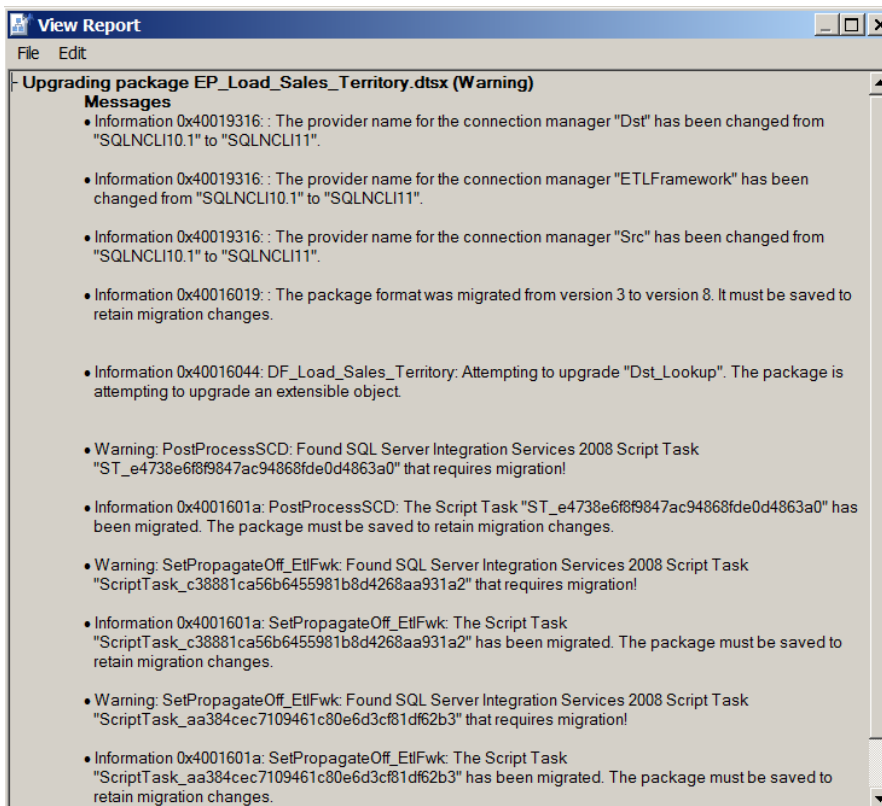 View Report
File Edit
Upgrading package EP_Load_Sales_Territory.dtsx (Warning)
Messages
• Information 0x40019316: : The provider name for the connection manager "Dst" has been changed from
"SQLNCLI10.1" to "SQLNCLI11".
• Information 0x40019316: : The provider name for the connection manager "ETLFramework" has been
changed from "SQLNCLI10.1" to "SQLNCLI11".
• Information 0x40019316: : The provider name for the connection manager "Src" has been changed from
"SQLNCLI10.1" to "SQLNCLI11".
• Information 0x40016019: : The package format was migrated from version 3 to version 8. It must be saved to
retain migration changes.
• Information 0x40016044: DF_Load_Sales_Territory: Attempting to upgrade "Dst_Lookup". The package is
attempting to upgrade an extensible object.
• Warning: PostProcessSCD: Found SQL Server Integration Services 2008 Script Task
"ST_e4738e6f8f9847ac94868fde0d4863a0" that requires migration!
• Information 0x4001601a: PostProcessSCD: The Script Task "ST_e4738e6f8f9847ac94868fde0d4863a0" has
been migrated. The package must be saved to retain migration changes.
• Warning: SetPropagateOff_EtlFwk: Found SQL Server Integration Services 2008 Script Task
"ScriptTask_c38881ca56b6455981b8d4268aa931a2" that requires migration!
• Information 0x4001601a: SetPropagateOff_EtlFwk: The Script Task
"ScriptTask_c38881ca56b6455981b8d4268aa931a2" has been migrated. The package must be saved to
retain migration changes.
• Warning: SetPropagateOff_EtlFwk: Found SQL Server Integration Services 2008 Script Task
"ScriptTask_aa384cec7109461c80e6d3cf81df62b3" that requires migration!
• Information 0x4001601a: SetPropagateOff_EtlFwk: The Script Task
"ScriptTask_aa384cec7109461c80e6d3cf81df62b3" has been migrated. The package must be saved to
retain migration changes.